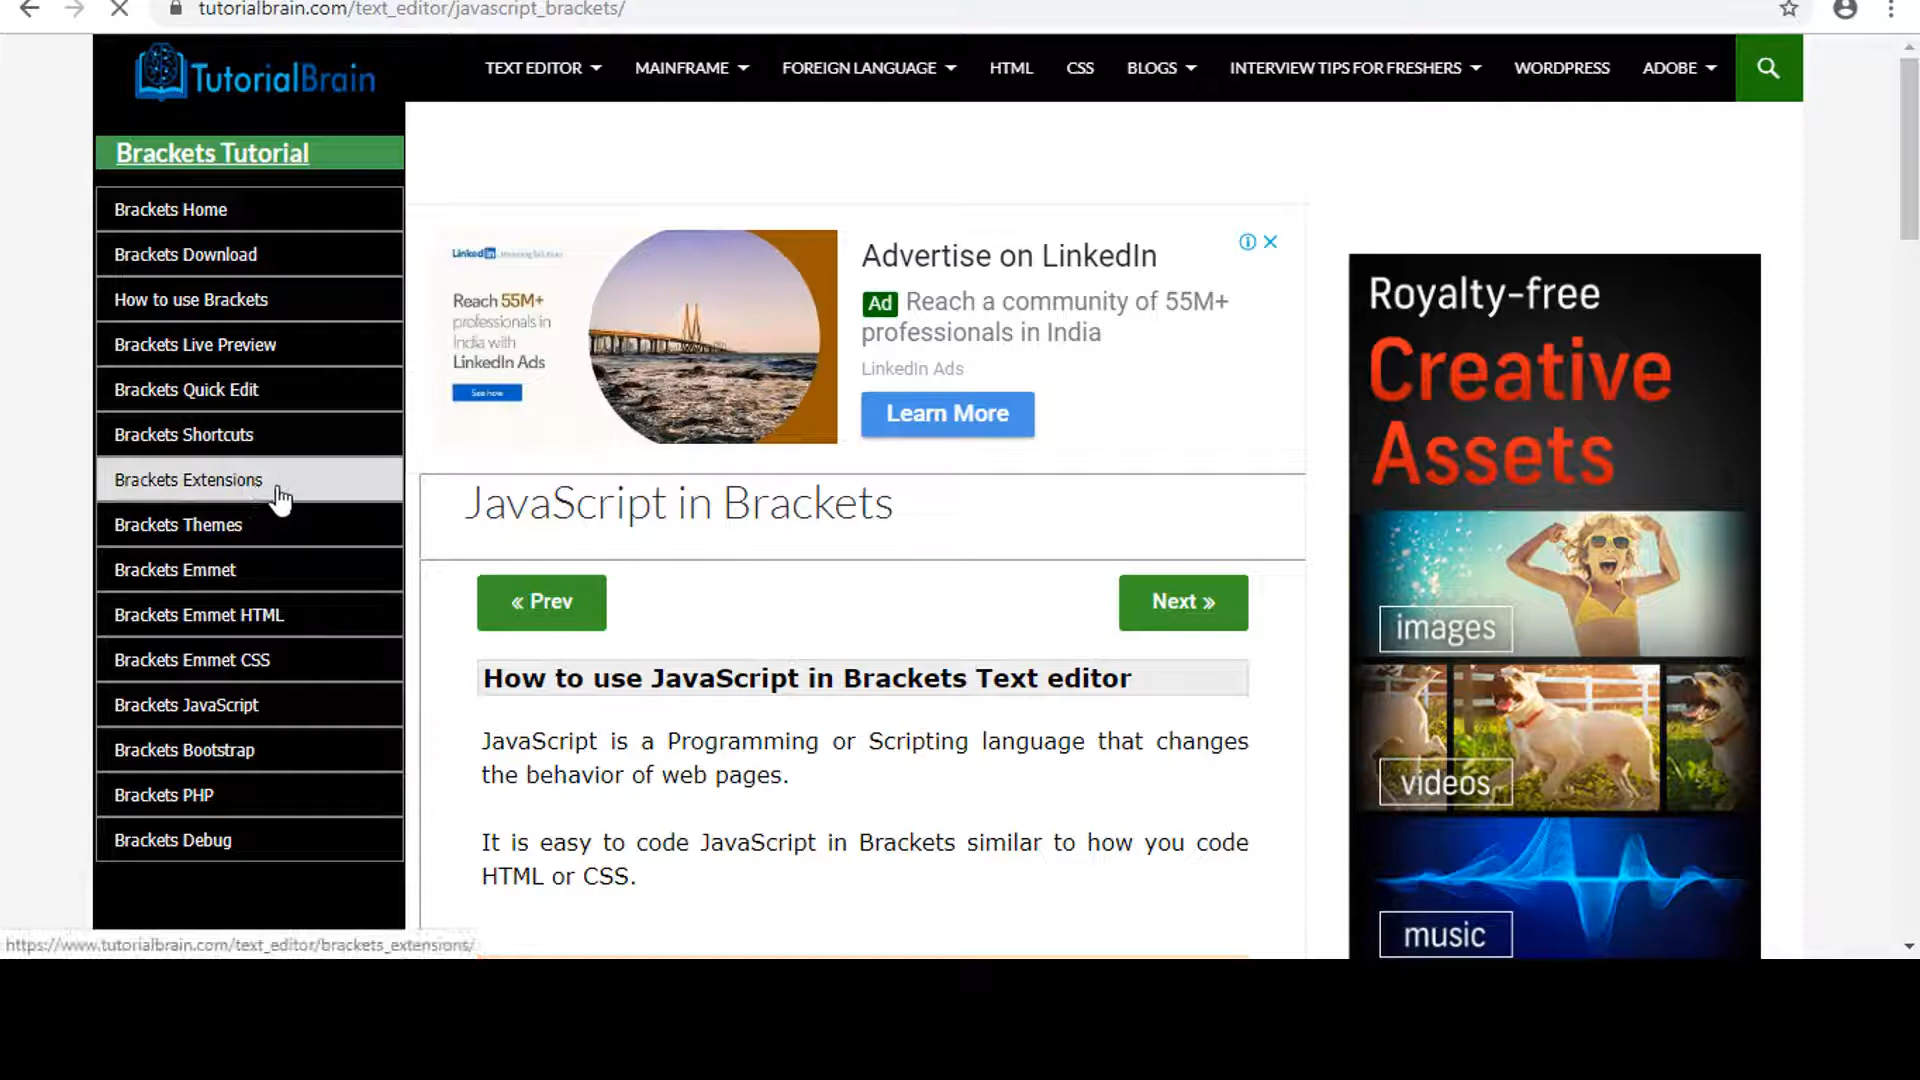 tutorialbrain.com/text_editor/javascript_brackets/
TutorialBrain
TEXT EDITOR
MAINFRAME
FOREIGN LANGUAGE
HTML
CSS
BLOGS
INTERVIEW TIPS FOR FRESHERS
WORDPRESS
ADOBE
Brackets Tutorial
Brackets Home
Brackets Download
How to use Brackets
Brackets Live Preview
Brackets Quick Edit
Brackets Shortcuts
Brackets Extensions
Brackets Themes
Brackets Emmet
Brackets Emmet HTML
Brackets Emmet CSS
Brackets JavaScript
Brackets Bootstrap
Brackets PHP
Brackets Debug
Linked in
Reach 55M+
professionals in
India with
LinkedIn Ads
See how
Advertise on LinkedIn
Ad Reach a community of 55M+
professionals in India
LinkedIn Ads
Learn More
JavaScript in Brackets
« Prev
Next »
How to use JavaScript in Brackets Text editor
JavaScript is a Programming or Scripting language that changes
the behavior of web pages.
It is easy to code JavaScript in Brackets similar to how you code
HTML or CSS.
Royalty-free
Creative
Assets
images
videos
music
https://www.tutorialbrain.com/text_editor/brackets_extensions/